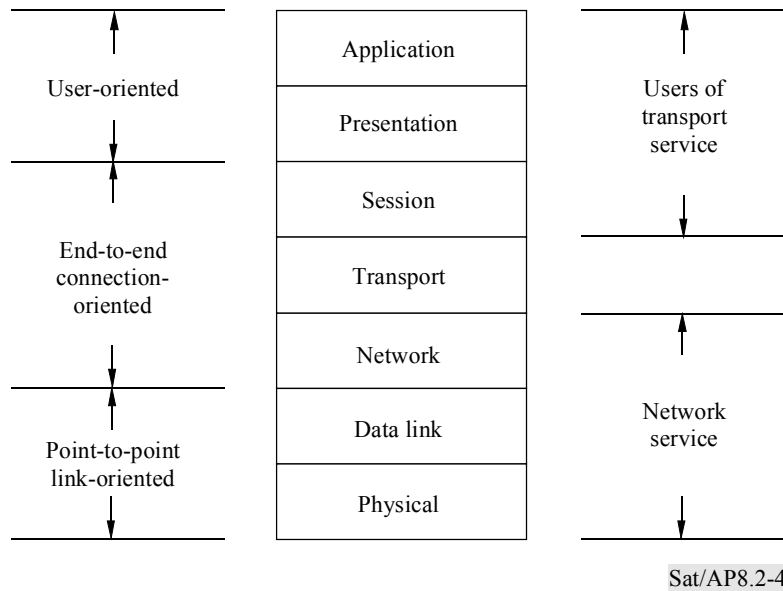 User-oriented
End-to-end
connection-
oriented
Point-to-point
link-oriented
Application
Presentation
Session
Transport
Network
Data link
Physical
Users of
transport
service
Network
service
Sat/AP8.2-4